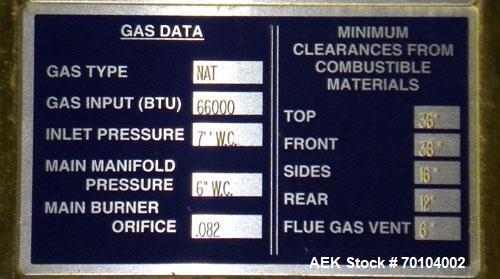 GAS DATA
GAS TYPE NAT
GAS INPUT (BTU) 66000
INLET PRESSURE 7'' W.C.
MAIN MANIFOLD
PRESSURE 6" W.C.
MAIN BURNER
ORIFICE .082
MINIMUM
CLEARANCES FROM
COMBUSTIBLE
MATERIALS
TOP 36"
FRONT 36"
SIDES 16"
REAR 12"
FLUE GAS VENT 6"
AEK Stock # 70104002